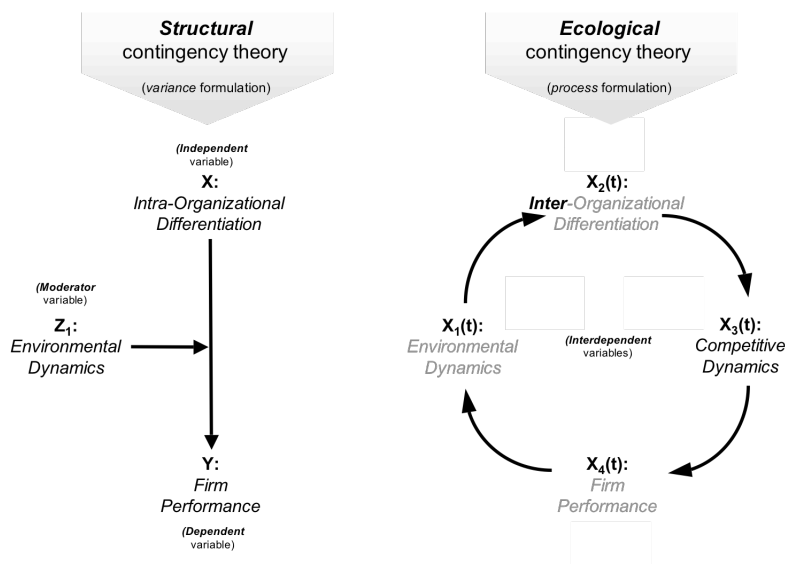 Structural
contingency theory
(variance formulation)
(Independent
variable)
X:
Intra-Organizational
Differentiation
(Moderator
variable)
Z₁:
Environmental
Dynamics
Y:
Firm
Performance
(Dependent
variable)
Ecological
contingency theory
(process formulation)
X₂(t):
Inter-Organizational
Differentiation
X₁(t):
Environmental
Dynamics
(Interdependent
variables)
X₃(t):
Competitive
Dynamics
X₄(t):
Firm
Performance